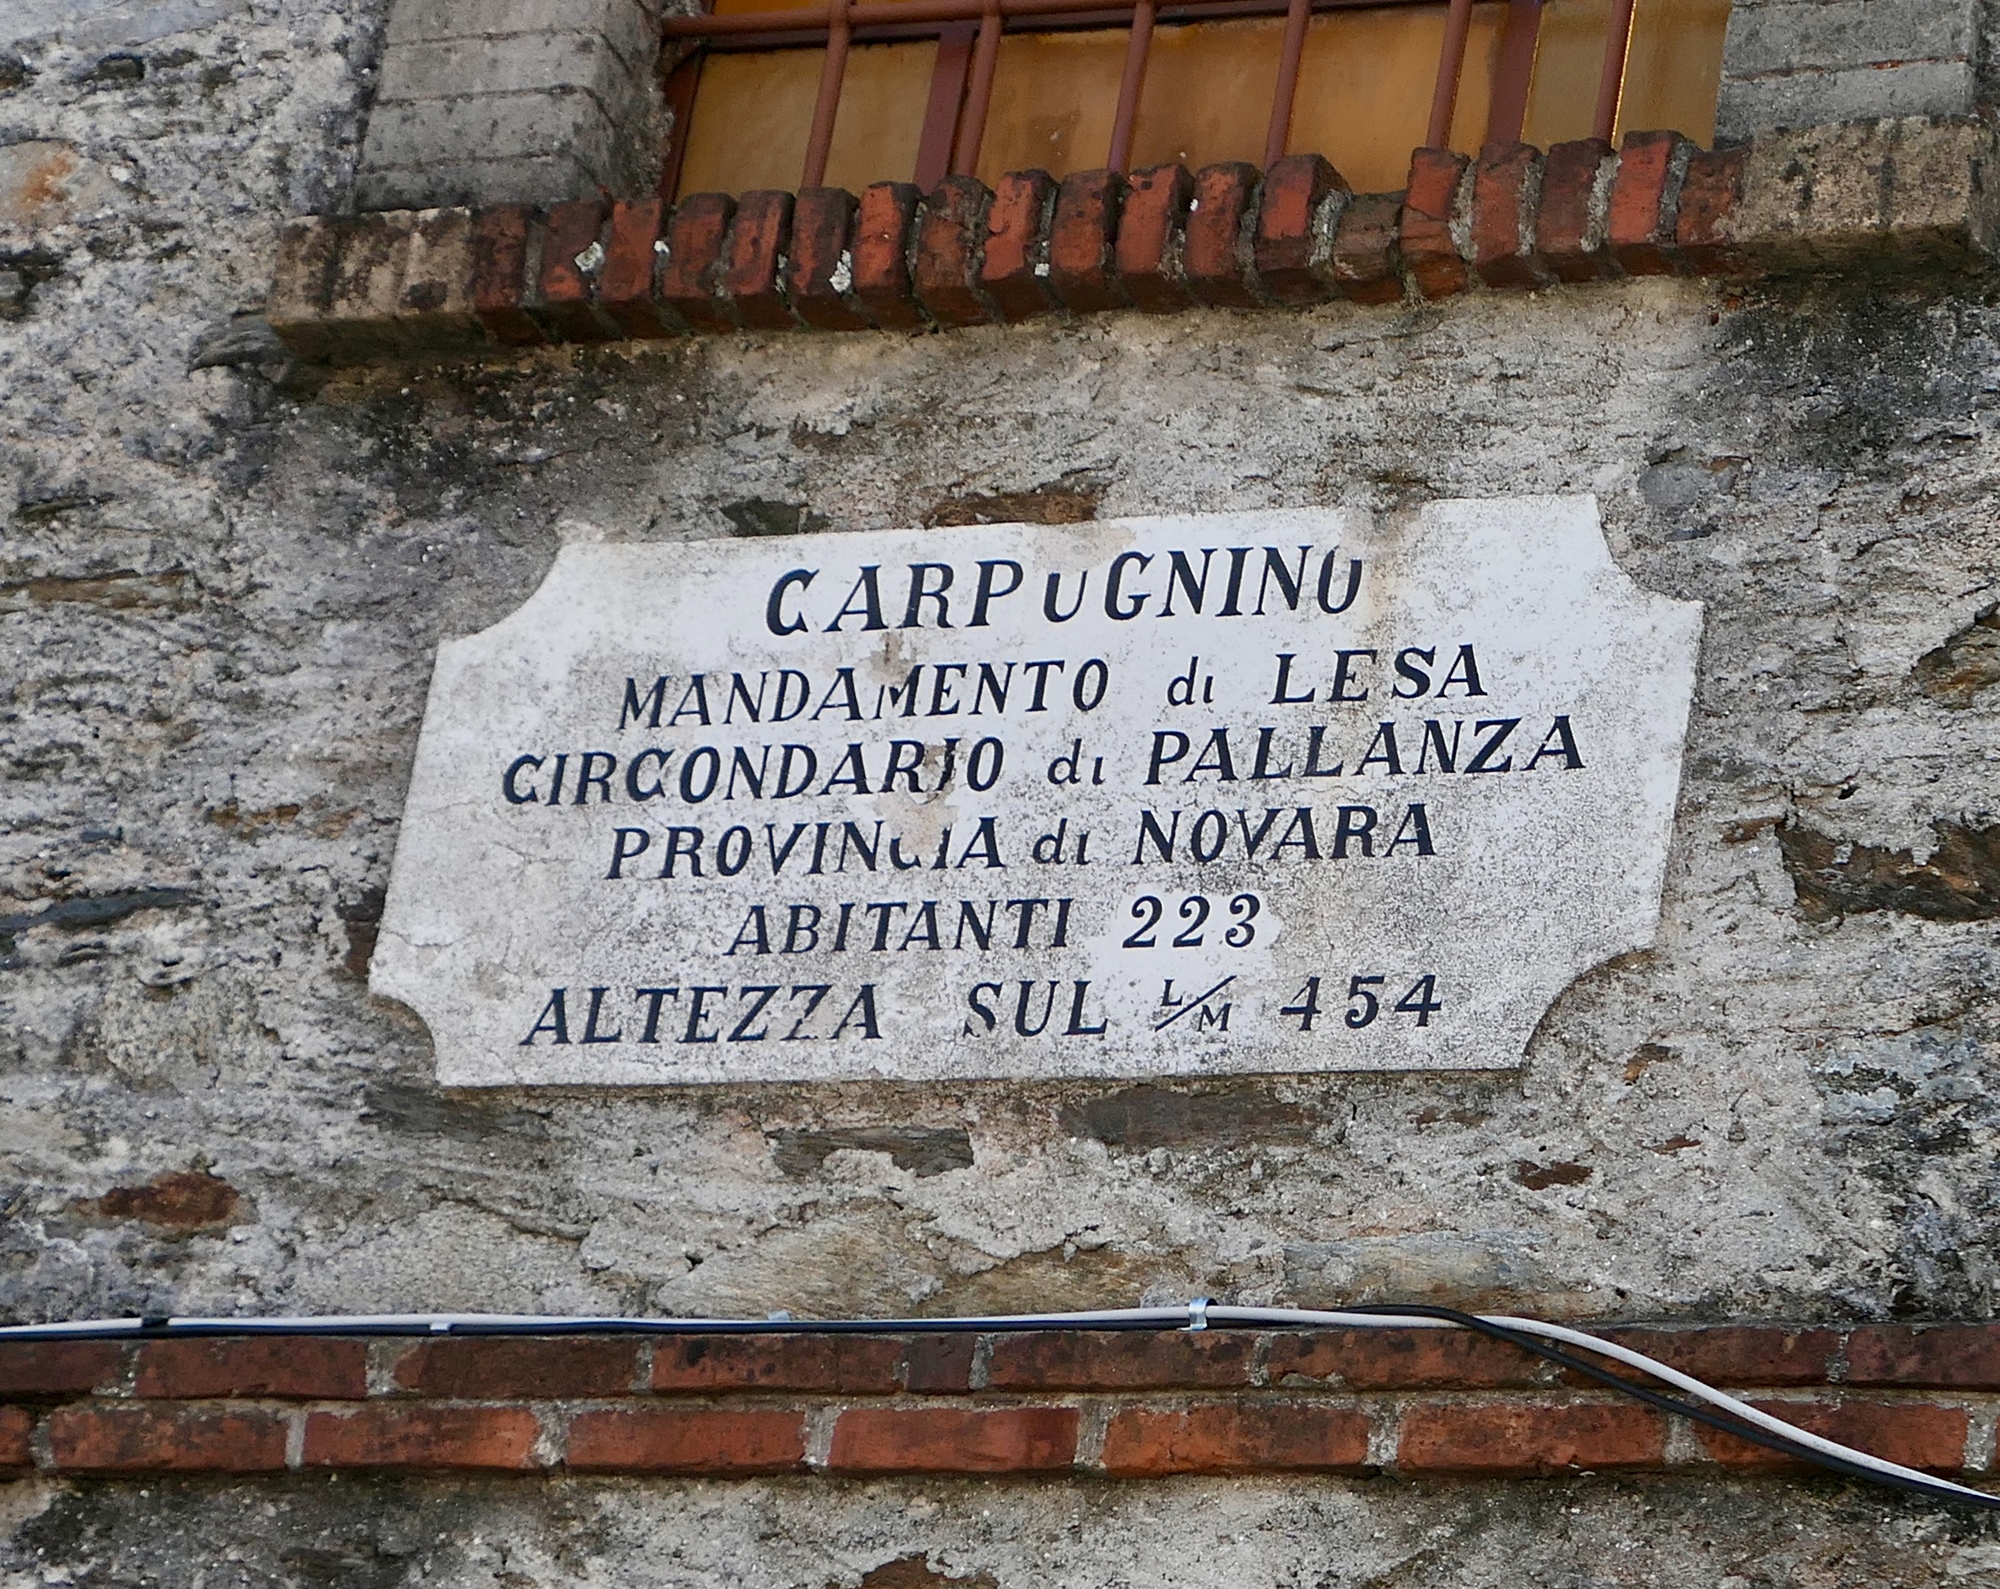 CARPUGNINO
MANDAMENTO di LESA
CIRCONDARIO di PALLANZA
PROVINCIA di NOVARA
ABITANTI 223
ALTEZZA SUL L/M 454